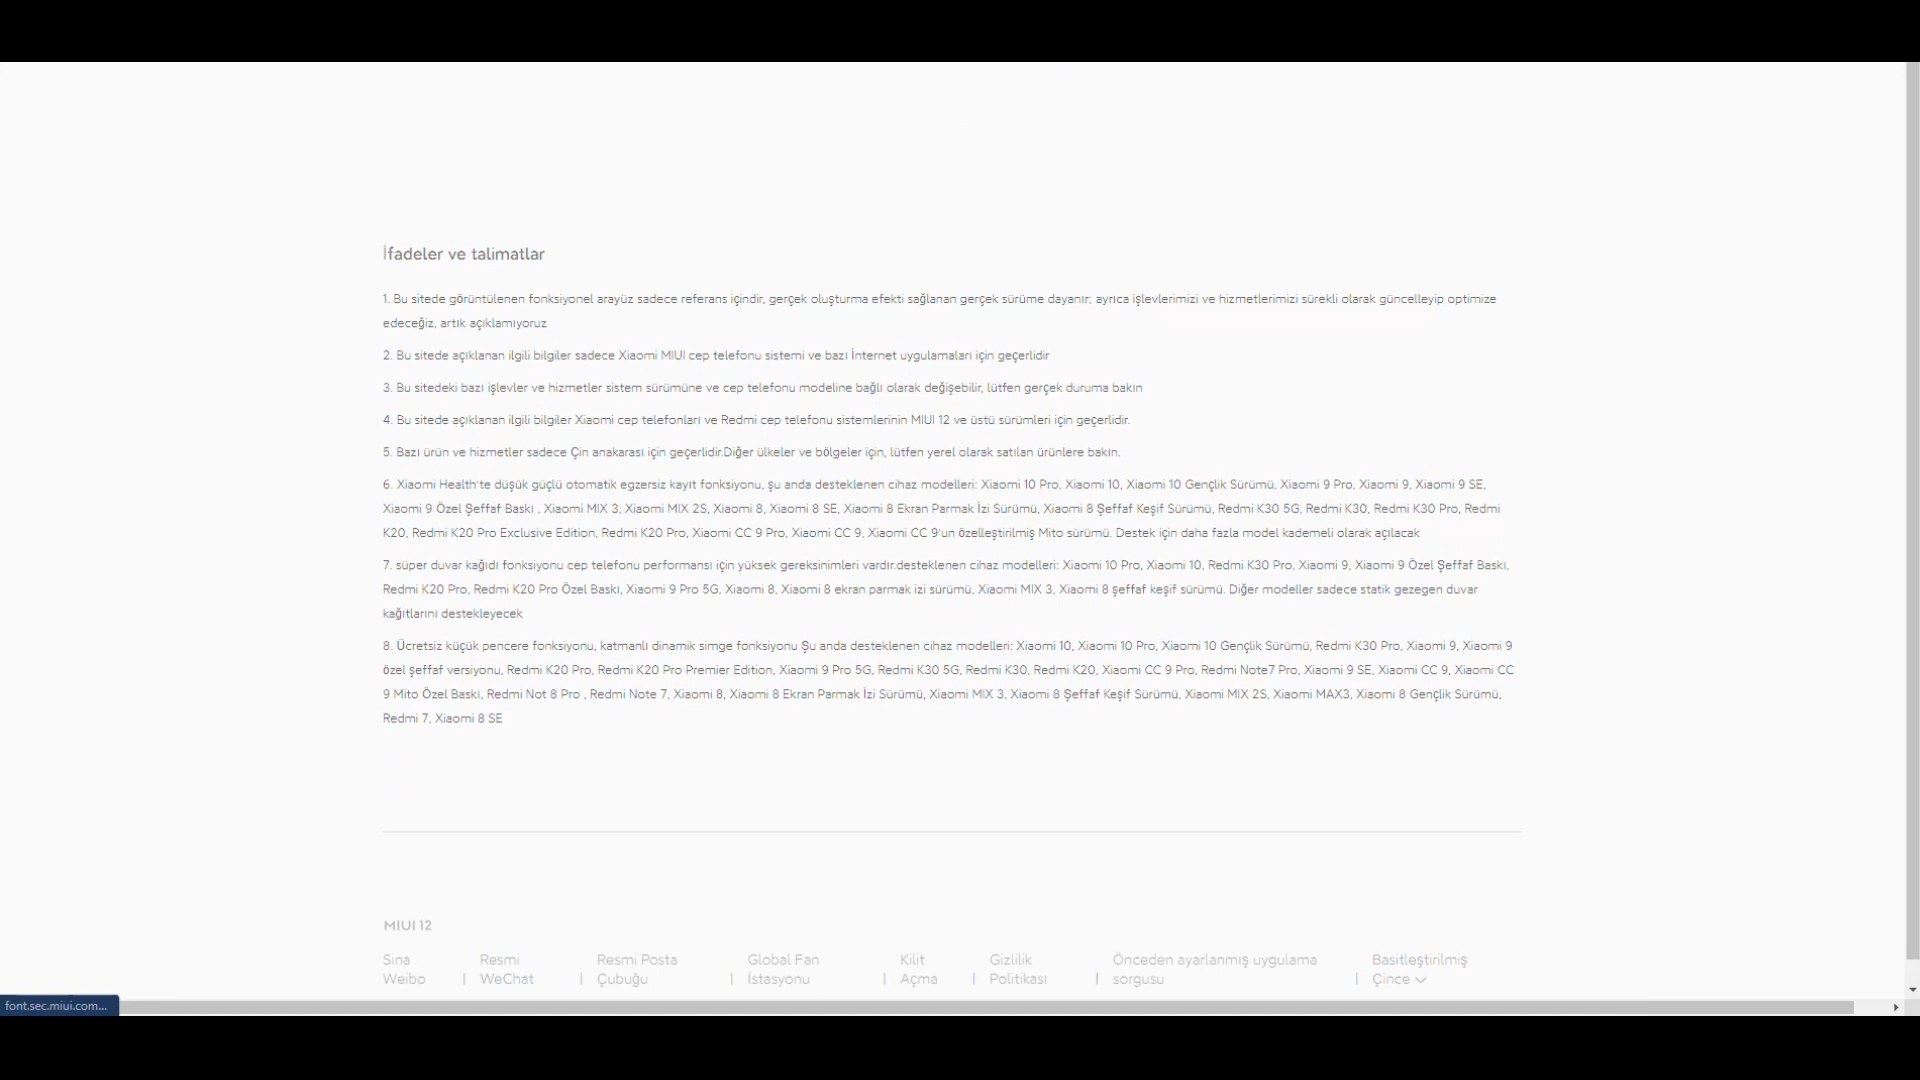 İfadeler ve talimatlar
1. Bu sitede görüntülenen fonksiyonel arayüz sadece referans içindir, gerçek oluşturma efekti sağlanan gerçek sürüme dayanır; ayrıca işlevlerimizi ve hizmetlerimizi sürekli olarak güncelleyip optimize
edeceğiz, artık açıklamıyoruz
2. Bu sitede açıklanan ilgili bilgiler sadece Xiaomi MIUI cep telefonu sistemi ve bazı İnternet uygulamaları için geçerlidir
3. Bu sitedeki bazı işlevler ve hizmetler sistem sürümüne ve cep telefonu modeline bağlı olarak değişebilir, lütfen gerçek duruma bakın
4. Bu sitede açıklanan ilgili bilgiler Xiaomi cep telefonları ve Redmi cep telefonu sistemlerinin MIUI 12 ve üstü sürümleri için geçerlidir.
5. Bazı ürün ve hizmetler sadece Çin anakarası için geçerlidir.Diğer ülkeler ve bölgeler için, lütfen yerel olarak satılan ürünlere bakın.
6. Xiaomi Health'te düşük güçlü otomatik egzersiz kayıt fonksiyonu, şu anda desteklenen cihaz modelleri: Xiaomi 10 Pro, Xiaomi 10, Xiaomi 10 Gençlik Sürümü, Xiaomi 9 Pro, Xiaomi 9, Xiaomi 9 SE,
Xiaomi 9 Özel Şeffaf Baskı , Xiaomi MIX 3, Xiaomi MIX 2S, Xiaomi 8, Xiaomi 8 SE, Xiaomi 8 Ekran Parmak İzi Sürümü, Xiaomi 8 Şeffaf Keşif Sürümü, Redmi K30 5G, Redmi K30, Redmi K30 Pro, Redmi
K20, Redmi K20 Pro Exclusive Edition, Redmi K20 Pro, Xiaomi CC 9 Pro, Xiaomi CC 9, Xiaomi CC 9'un özelleştirilmiş Mito sürümü. Destek için daha fazla model kademeli olarak açılacak
7. süper duvar kağıdı fonksiyonu cep telefonu performansı için yüksek gereksinimleri vardır.desteklenen cihaz modelleri: Xiaomi 10 Pro, Xiaomi 10, Redmi K30 Pro, Xiaomi 9, Xiaomi 9 Özel Şeffaf Baskı,
Redmi K20 Pro, Redmi K20 Pro Özel Baskı, Xiaomi 9 Pro 5G, Xiaomi 8, Xiaomi 8 ekran parmak izi sürümü, Xiaomi MIX 3, Xiaomi 8 şeffaf keşif sürümü. Diğer modeller sadece statik gezegen duvar
kağıtlarını destekleyecek
8. Ücretsiz küçük pencere fonksiyonu, katmanlı dinamik simge fonksiyonu Şu anda desteklenen cihaz modelleri: Xiaomi 10, Xiaomi 10 Pro, Xiaomi 10 Gençlik Sürümü, Redmi K30 Pro, Xiaomi 9, Xiaomi 9
özel şeffaf versiyonu, Redmi K20 Pro, Redmi K20 Pro Premier Edition, Xiaomi 9 Pro 5G, Redmi K30 5G, Redmi K30, Redmi K20, Xiaomi CC 9 Pro, Redmi Note7 Pro, Xiaomi 9 SE, Xiaomi CC 9, Xiaomi CC
9 Mito Özel Baskı, Redmi Not 8 Pro , Redmi Note 7, Xiaomi 8, Xiaomi 8 Ekran Parmak İzi Sürümü, Xiaomi MIX 3, Xiaomi 8 Şeffaf Keşif Sürümü, Xiaomi MIX 2S, Xiaomi MAX3, Xiaomi 8 Gençlik Sürümü,
Redmi 7, Xiaomi 8 SE
MIUI 12
Sina Weibo | Resmi WeChat | Resmi Posta Çubuğu | Global Fan İstasyonu | Kilit Açma | Gizlilik Politikası | Önceden ayarlanmış uygulama sorgusu | Basitleştirilmiş Çince
font.sec.miui.com...